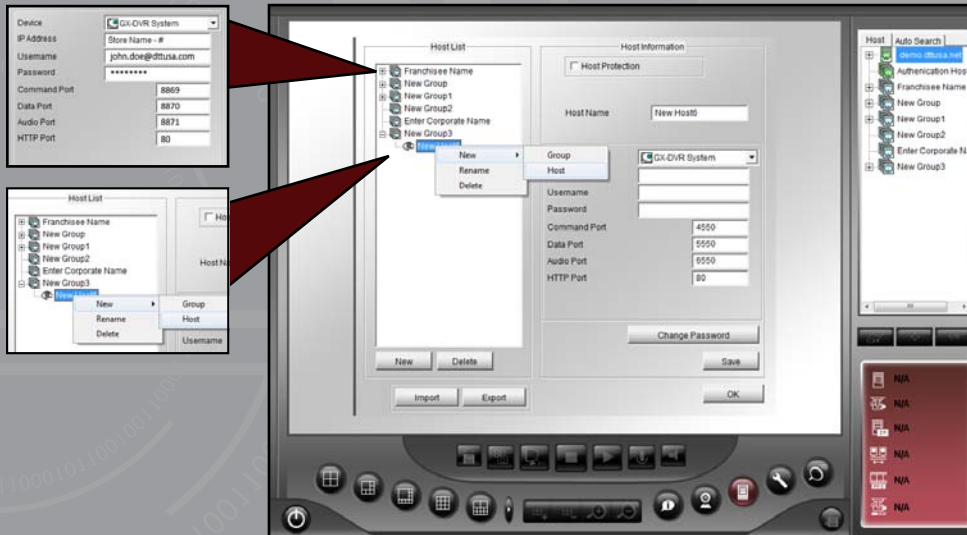 Device
GX-DVR System
IP Address
Store Name - #
Username
john.doe@dttusa.com
Password
********
Command Port
8869
Data Port
8870
Audio Port
8871
HTTP Port
80
Host List
Franchisee Name
New Group
New Group1
New Group2
Enter Corporate Name
New Group3
New
Rename
Delete
Group
Host
Username
Host List
Franchisee Name
New Group
New Group1
New Group2
Enter Corporate Name
New Group3
New
Rename
Delete
Group
Host
New
Delete
Import
Export
Host Information
Host Protection
Host Name
New Host6
GX-DVR System
Username
Password
Command Port
4550
Data Port
5550
Audio Port
6550
HTTP Port
80
Change Password
Save
OK
Host
Auto Search
demo.dttusa.net
Authenication Hos
Franchisee Name
New Group
New Group1
New Group2
Enter Corporate N
New Group3
N/A
N/A
N/A
N/A
N/A
N/A